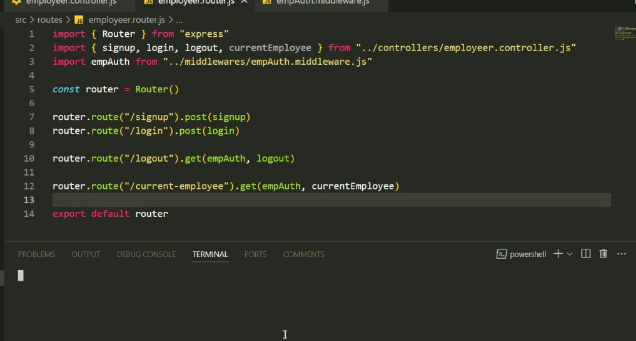 employeer.controller.js employeer.router.js empAuth.middleware.js
src > routes > employeer.router.js > ...
1 import { Router } from "express"
2 import { signup, login, logout, currentEmployee } from "../controllers/employeer.controller.js"
3 import empAuth from "../middlewares/empAuth.middleware.js"
4
5 const router = Router()
6
7 router.route("/signup").post(signup)
8 router.route("/login").post(login)
9
10 router.route("/logout").get(empAuth, logout)
11
12 router.route("/current-employee").get(empAuth, currentEmployee)
13
14 export default router
PROBLEMS OUTPUT DEBUG CONSOLE TERMINAL PORTS COMMENTS powershell